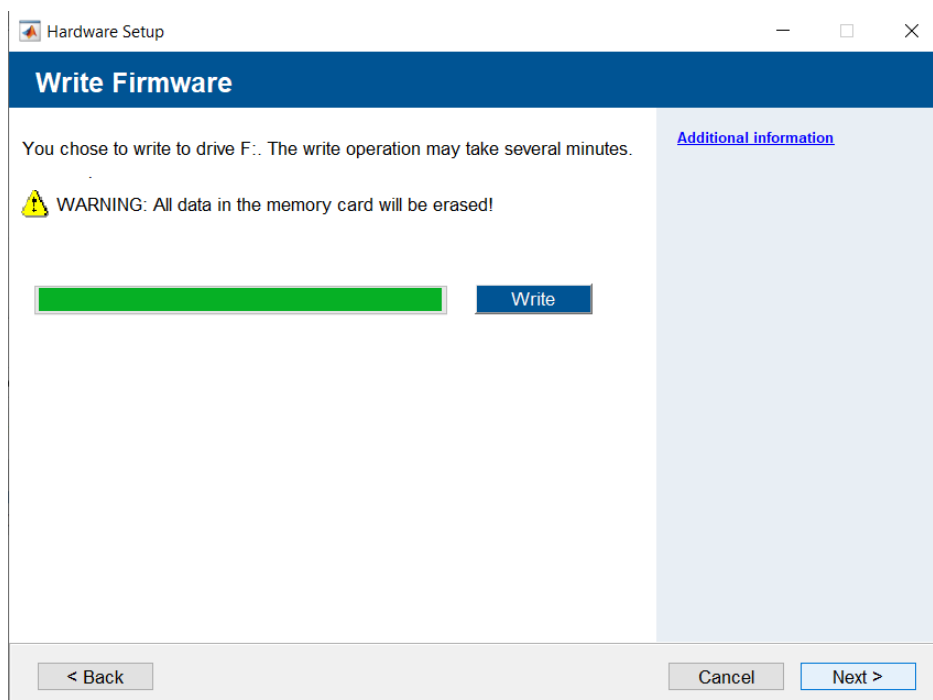 Hardware Setup
Write Firmware
You chose to write to drive F:. The write operation may take several minutes.
Additional information
WARNING: All data in the memory card will be erased!
Write
< Back
Cancel
Next >